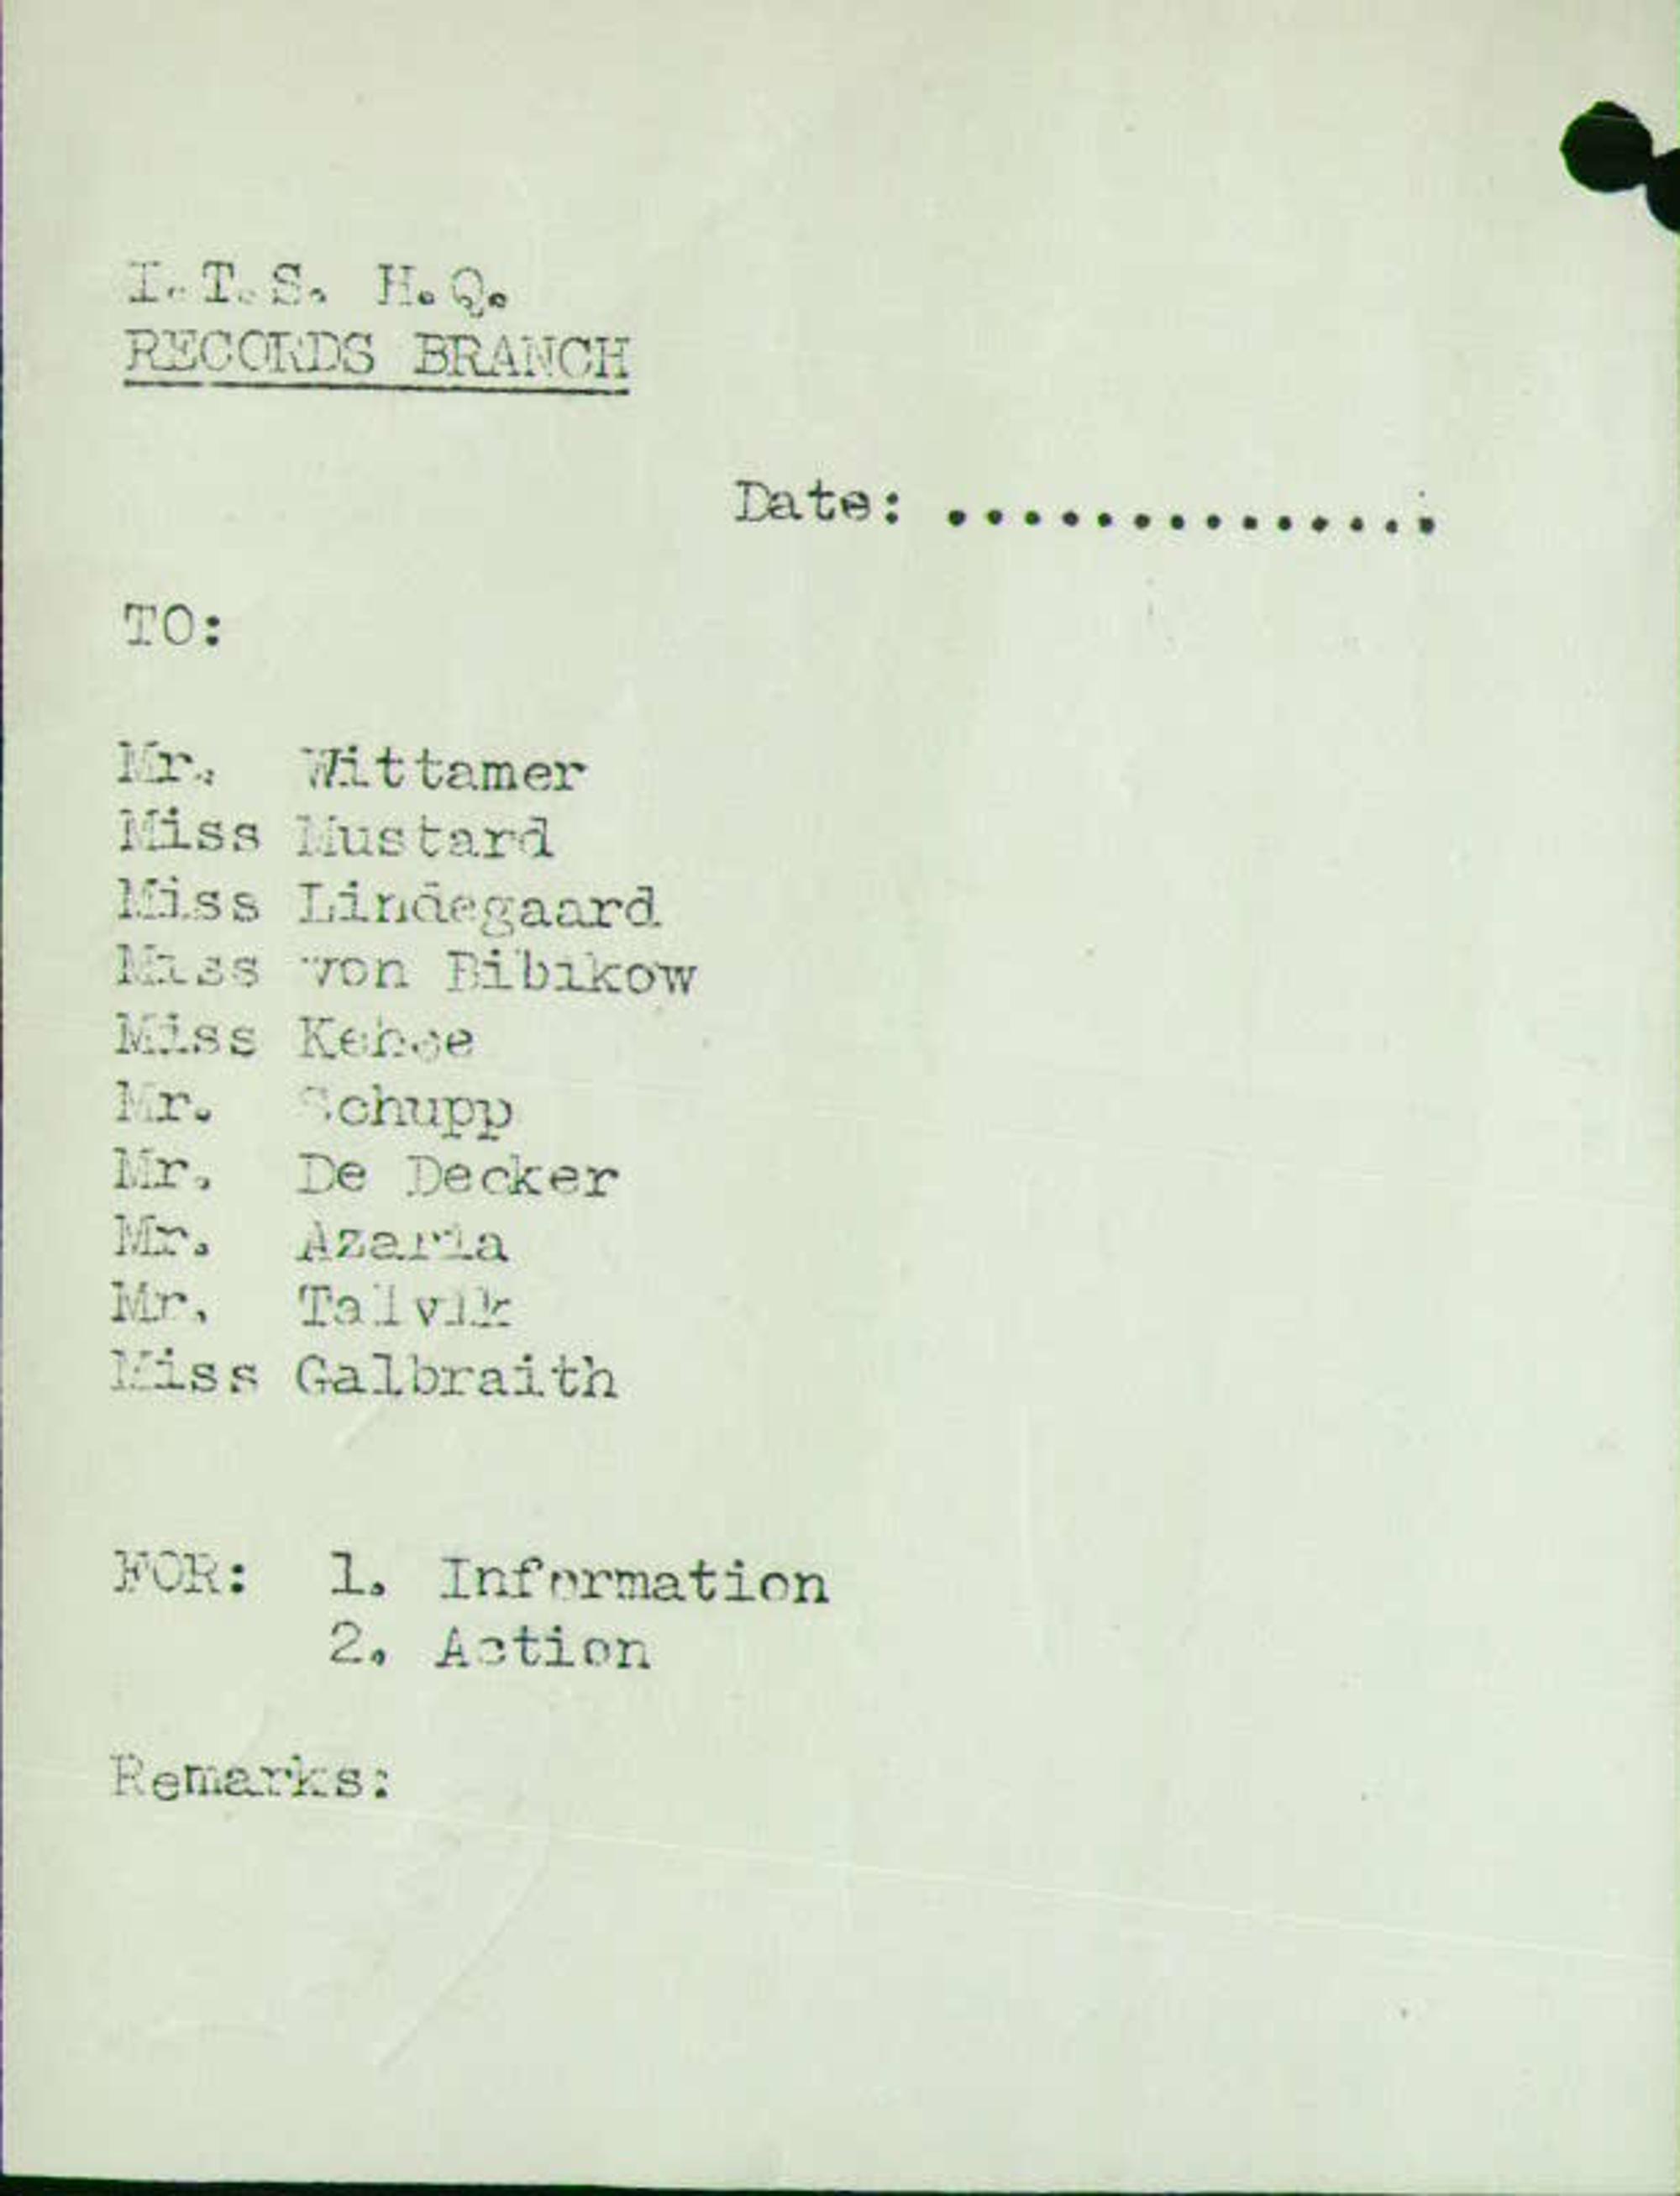 I.T.S. H.Q.
RECORDS BRANCH
Date: ..............
TO:
Mr. Wittamer
Miss Mustard
Miss Lindegaard
Miss von Bibikow
Miss Kehoe
Mr. Schupp
Mr. De Decker
Mr. Azaria
Mr. Talvik
Miss Galbraith
FOR: 1. Information
2. Action
Remarks: